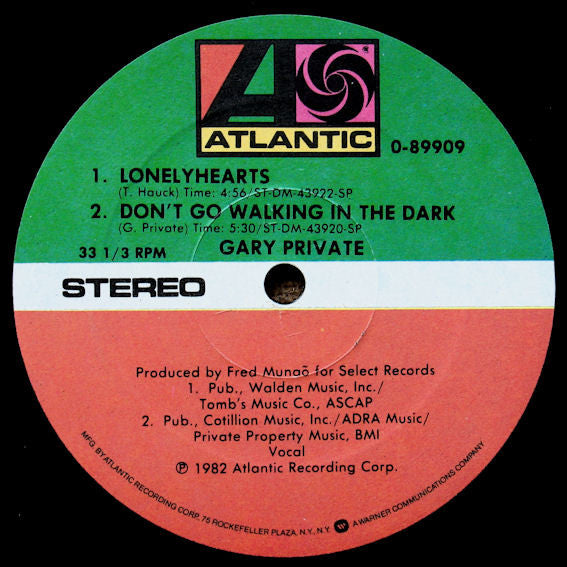 ATLANTIC
0-89909
1. LONELYHEARTS
(T. Hauck) Time: 4:56/ST-DM-43922-SP
2. DON'T GO WALKING IN THE DARK
(G. Private) Time: 5:30/ST-DM-43920-SP
33 1/3 RPM
GARY PRIVATE
STEREO
Produced by Fred Munaõ for Select Records
1. Pub., Walden Music, Inc./
Tomb's Music Co., ASCAP
2. Pub., Cotillion Music, Inc./ADRA Music/
Private Property Music, BMI
Vocal
℗ 1982 Atlantic Recording Corp.
MFG. BY ATLANTIC RECORDING CORP., 75 ROCKEFELLER PLAZA, N.Y., N.Y. A WARNER COMMUNICATIONS COMPANY